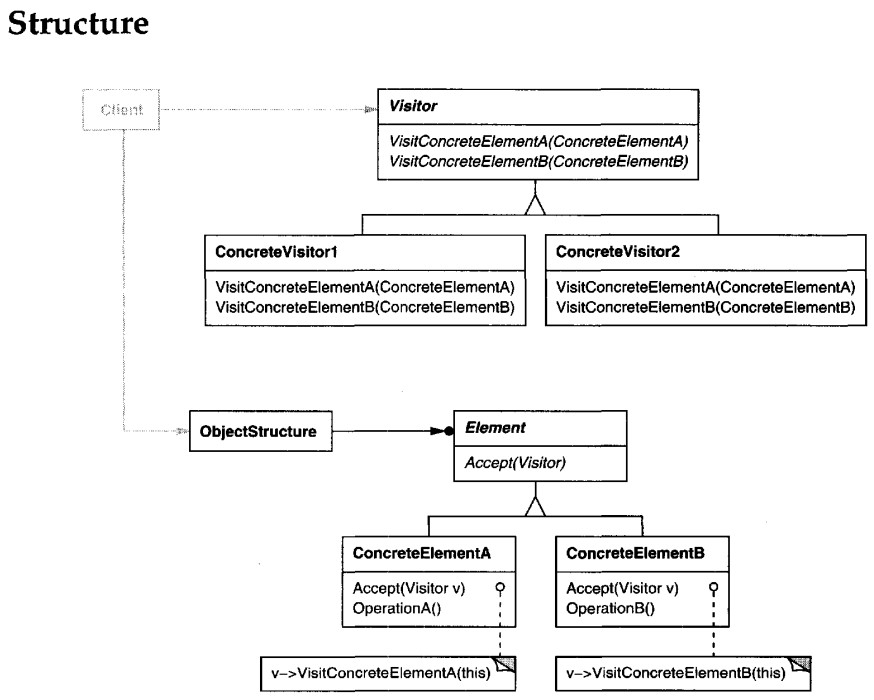 Structure
Client
Visitor
VisitConcreteElementA(ConcreteElementA)
VisitConcreteElementB(ConcreteElementB)
ConcreteVisitor1
VisitConcreteElementA(ConcreteElementA)
VisitConcreteElementB(ConcreteElementB)
ConcreteVisitor2
VisitConcreteElementA(ConcreteElementA)
VisitConcreteElementB(ConcreteElementB)
ObjectStructure
Element
Accept(Visitor)
ConcreteElementA
Accept(Visitor v)
OperationA()
ConcreteElementB
Accept(Visitor v)
OperationB()
v–>VisitConcreteElementA(this)
v–>VisitConcreteElementB(this)